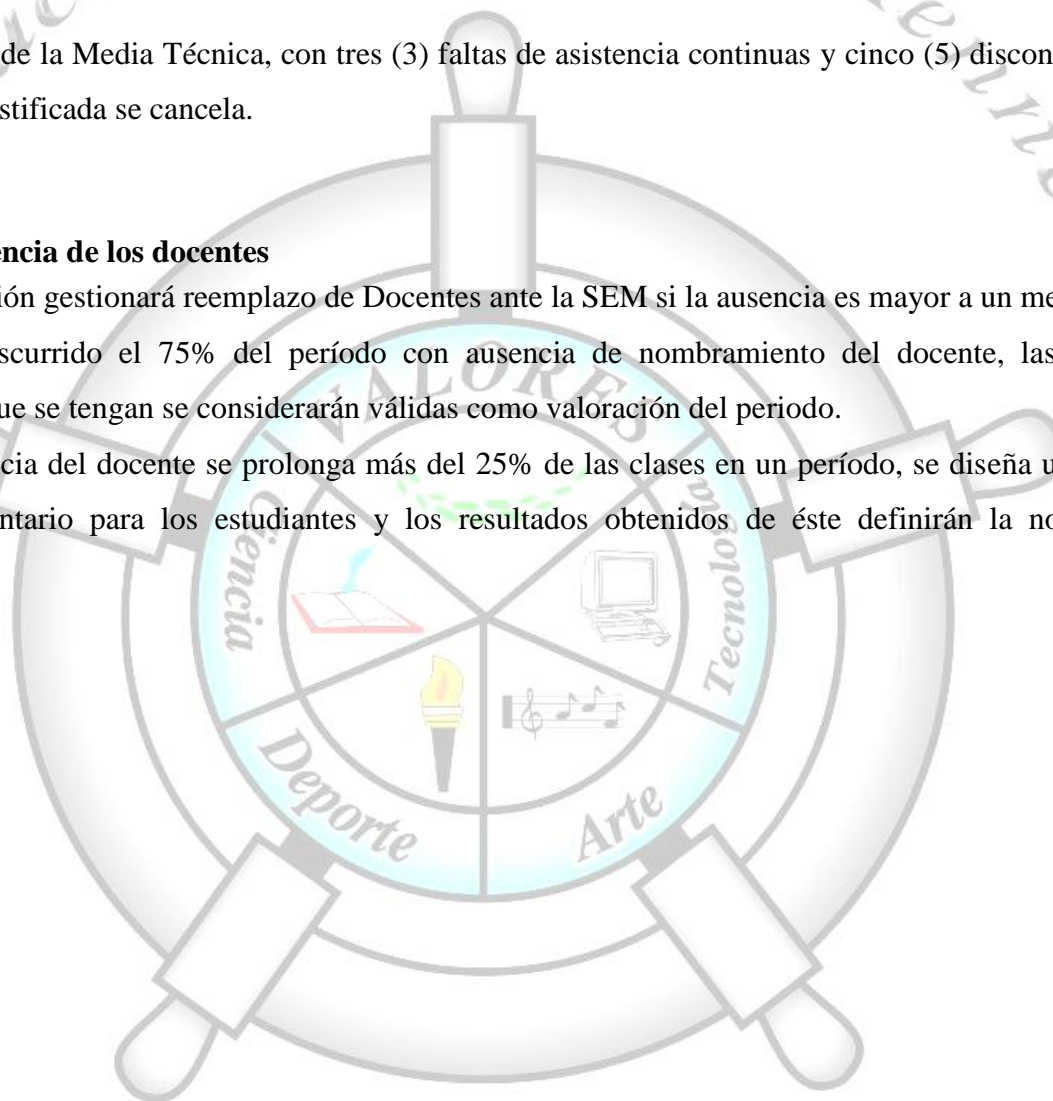 de la Media Técnica, con tres (3) faltas de asistencia continuas y cinco (5) discon
stificada se cancela.
encia de los docentes
ión gestionará reemplazo de Docentes ante la SEM si la ausencia es mayor a un me
scurrido el 75% del período con ausencia de nombramiento del docente, las
ue se tengan se considerarán válidas como valoración del periodo.
cia del docente se prolonga más del 25% de las clases en un período, se diseña u
ntario para los estudiantes y los resultados obtenidos de éste definirán la no
VALORES
Ciencia
Tecnología
Deporte
Arte